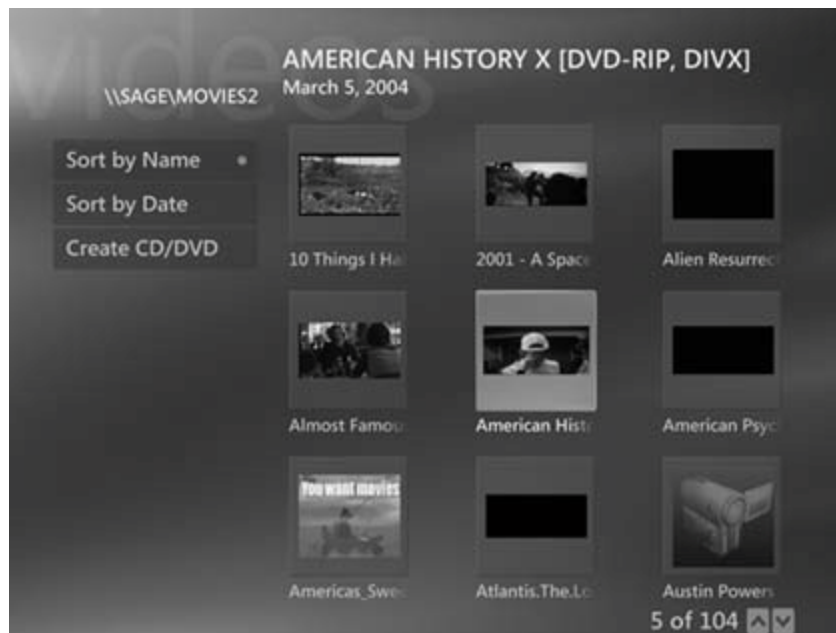 videos
AMERICAN HISTORY X [DVD-RIP, DIVX]
March 5, 2004
\\SAGE\MOVIES2
Sort by Name
Sort by Date
Create CD/DVD
10 Things I Ha
2001 - A Space
Alien Resurrec
Almost Famou
American Histo
American Psyc
You want movies
Americas_Swee
Atlantis.The.Lo
Austin Powers
5 of 104